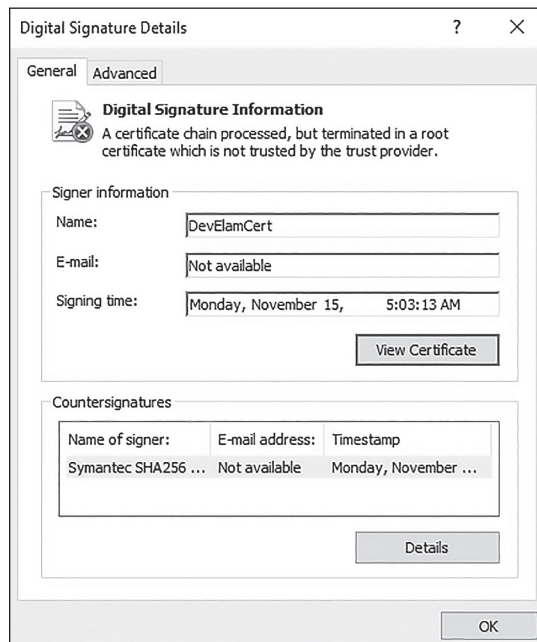 Digital Signature Details
?
General
Advanced
Digital Signature Information
A certificate chain processed, but terminated in a root
certificate which is not trusted by the trust provider.
Signer information
Name:
DevElamCert
E-mail:
Not available
Signing time:
Monday, November 15, 5:03:13 AM
View Certificate
Countersignatures
Name of signer: E-mail address: Timestamp
Symantec SHA256 ... Not available Monday, November ...
Details
OK